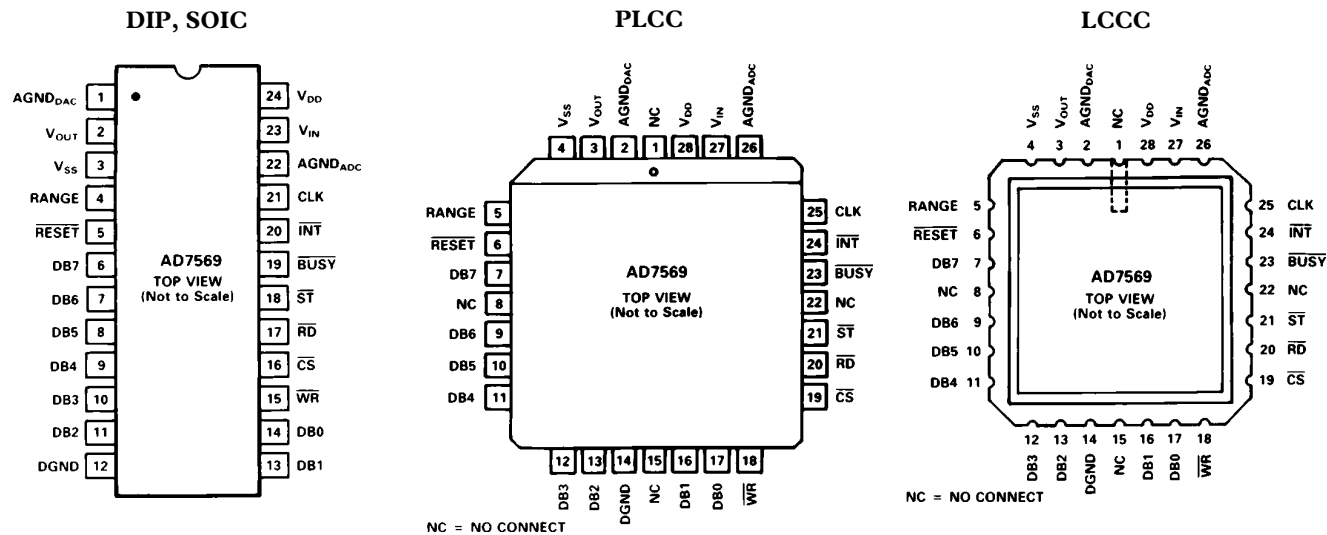 DIP, SOIC
AGNDDAC 1
VOUT 2
VSS 3
RANGE 4
RESET 5
DB7 6
DB6 7
DB5 8
DB4 9
DB3 10
DB2 11
DGND 12
24 VDD
23 VIN
22 AGNDADC
21 CLK
20 INT
19 BUSY
18 ST
17 RD
16 CS
15 WR
14 DB0
13 DB1
AD7569
TOP VIEW
(Not to Scale)
PLCC
VSS VOUT AGNDDAC NC VDD VIN AGNDADC
4 3 2 1 28 27 26
RANGE 5
RESET 6
DB7 7
NC 8
DB6 9
DB5 10
DB4 11
AD7569
TOP VIEW
(Not to Scale)
25 CLK
24 INT
23 BUSY
22 NC
21 ST
20 RD
19 CS
12 13 14 15 16 17 18
DB3 DB2 DGND NC DB1 DB0 WR
NC = NO CONNECT
LCCC
VSS VOUT AGNDDAC NC VDD VIN AGNDADC
4 3 2 1 28 27 26
RANGE 5
RESET 6
DB7 7
NC 8
DB6 9
DB5 10
DB4 11
AD7569
TOP VIEW
(Not to Scale)
25 CLK
24 INT
23 BUSY
22 NC
21 ST
20 RD
19 CS
12 13 14 15 16 17 18
DB3 DB2 DGND NC DB1 DB0 WR
NC = NO CONNECT